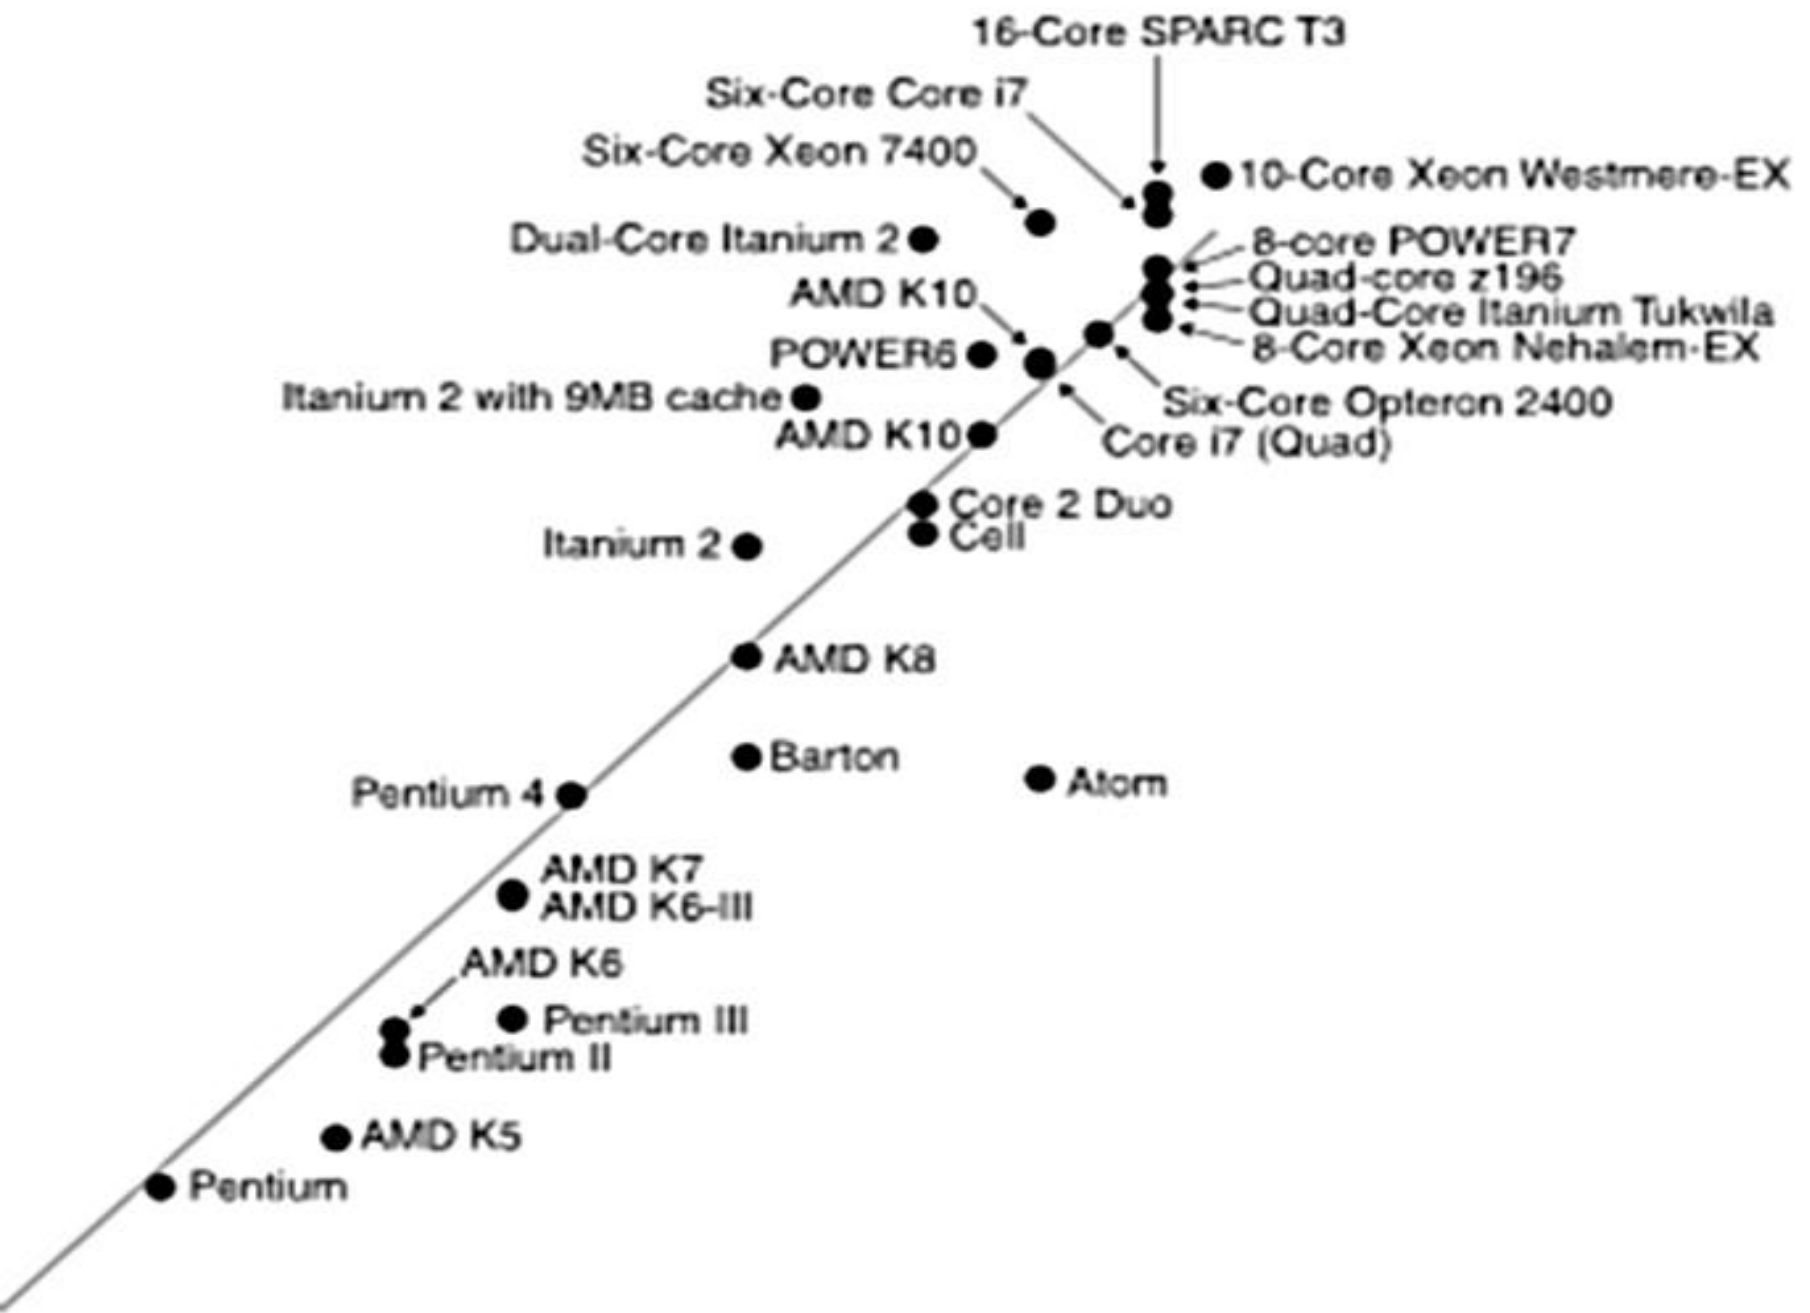 16-Core SPARC T3
Six-Core Core i7
Six-Core Xeon 7400
10-Core Xeon Westmere-EX
Dual-Core Itanium 2
8-core POWER7
Quad-core z196
AMD K10
Quad-Core Itanium Tukwila
POWER6
8-Core Xeon Nehalem-EX
Itanium 2 with 9MB cache
Six-Core Opteron 2400
AMD K10
Core i7 (Quad)
Core 2 Duo
Cell
Itanium 2
AMD K8
Barton
Atom
Pentium 4
AMD K7
AMD K6-III
AMD K6
Pentium III
Pentium II
AMD K5
Pentium